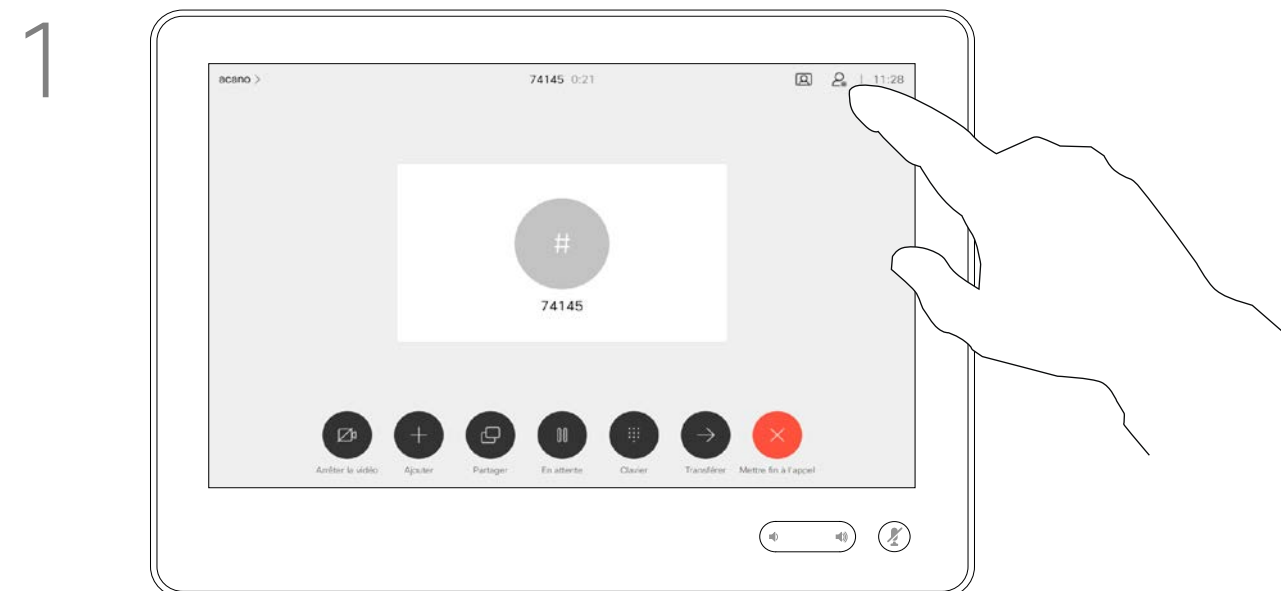 1
acano >
74145 0:21
11:28
#
74145
Arrêter la vidéo
Ajouter
Partager
En attente
Clavier
Transférer
Mettre fin à l'appel